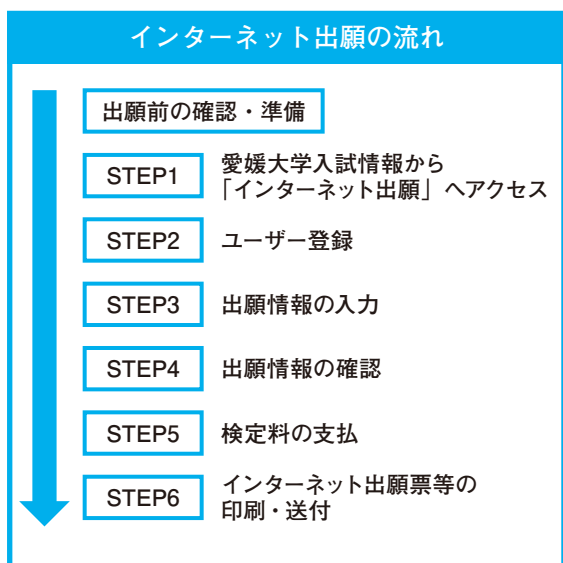 インターネット出願の流れ
出願前の確認・準備
STEP1
愛媛大学入試情報から
「インターネット出願」へアクセス
STEP2
ユーザー登録
STEP3
出願情報の入力
STEP4
出願情報の確認
STEP5
検定料の支払
STEP6
インターネット出願票等の
印刷・送付